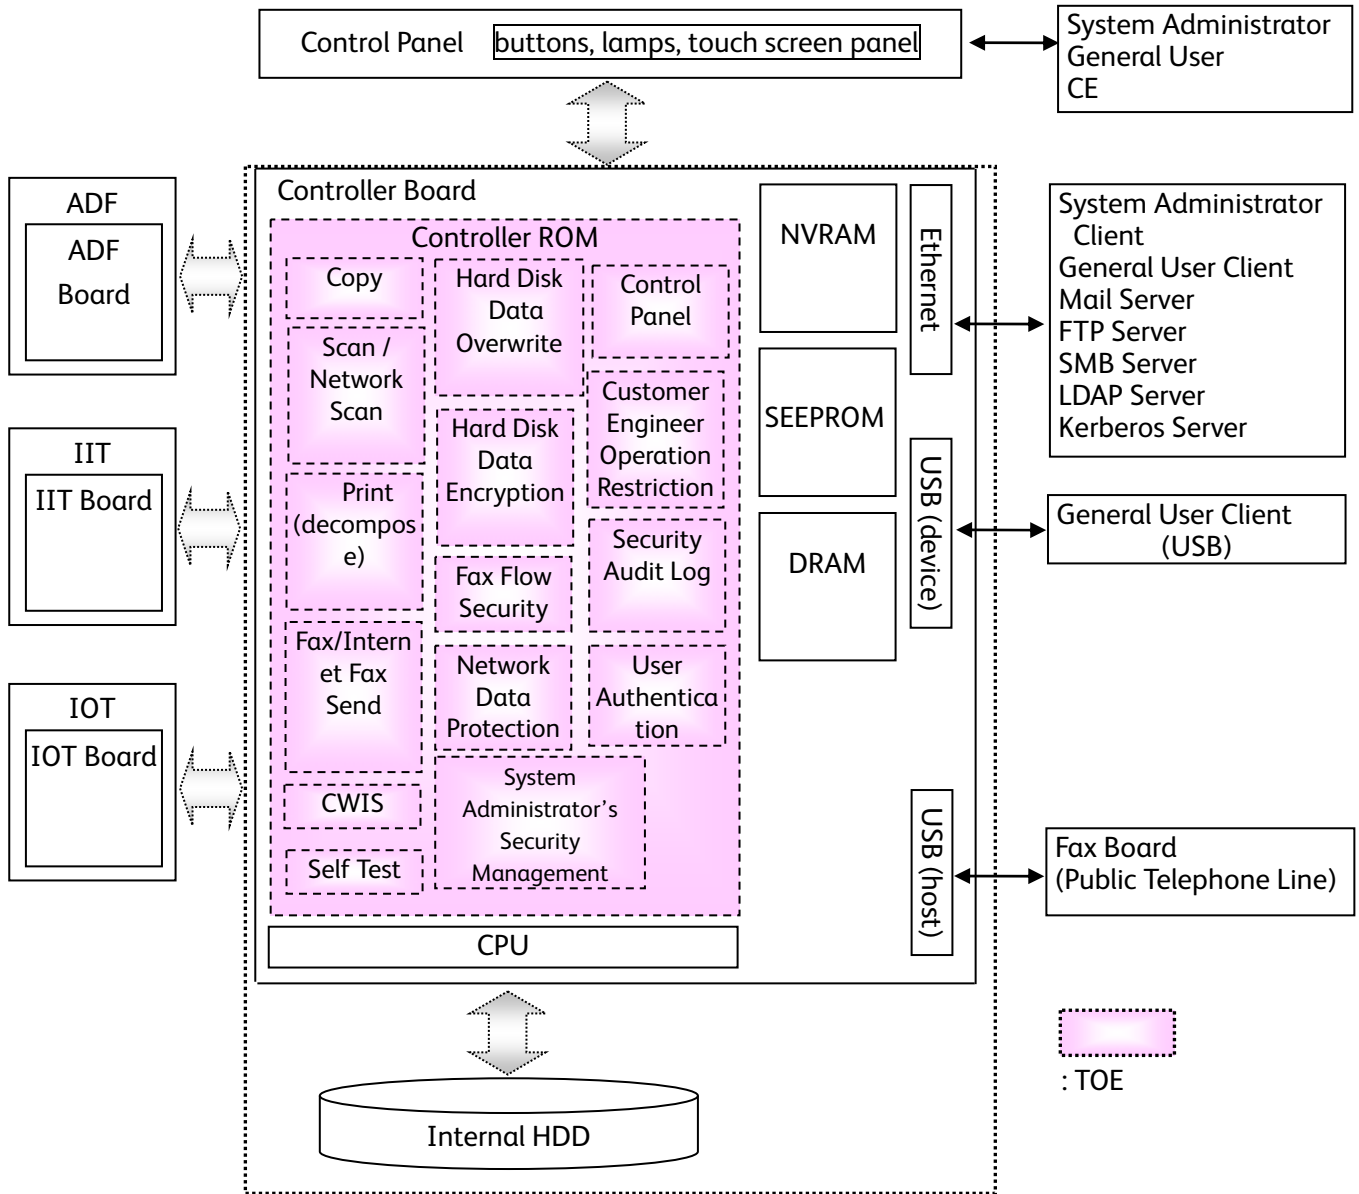 Control Panel
buttons, lamps, touch screen panel
System Administrator
General User
CE
ADF
ADF
Board
IIT
IIT Board
IOT
IOT Board
Controller Board
Controller ROM
Copy
Scan /
Network
Scan
Print
(decompos
e)
Fax/Intern
et Fax
Send
CWIS
Self Test
Hard Disk
Data
Overwrite
Hard Disk
Data
Encryption
Fax Flow
Security
Network
Data
Protection
System
Administrator’s
Security
Management
Control
Panel
Customer
Engineer
Operation
Restriction
Security
Audit Log
User
Authentica
tion
CPU
NVRAM
SEEPROM
DRAM
Ethernet
USB (device)
USB (host)
System Administrator
Client
General User Client
Mail Server
FTP Server
SMB Server
LDAP Server
Kerberos Server
General User Client
(USB)
Fax Board
(Public Telephone Line)
Internal HDD
: TOE